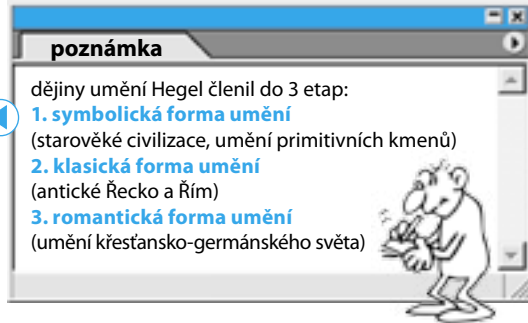 poznámka
dějiny umění Hegel členil do 3 etap:
1. symbolická forma umění
(starověké civilizace, umění primitivních kmenů)
2. klasická forma umění
(antické Řecko a Řím)
3. romantická forma umění
(umění křesťansko-germánského světa)